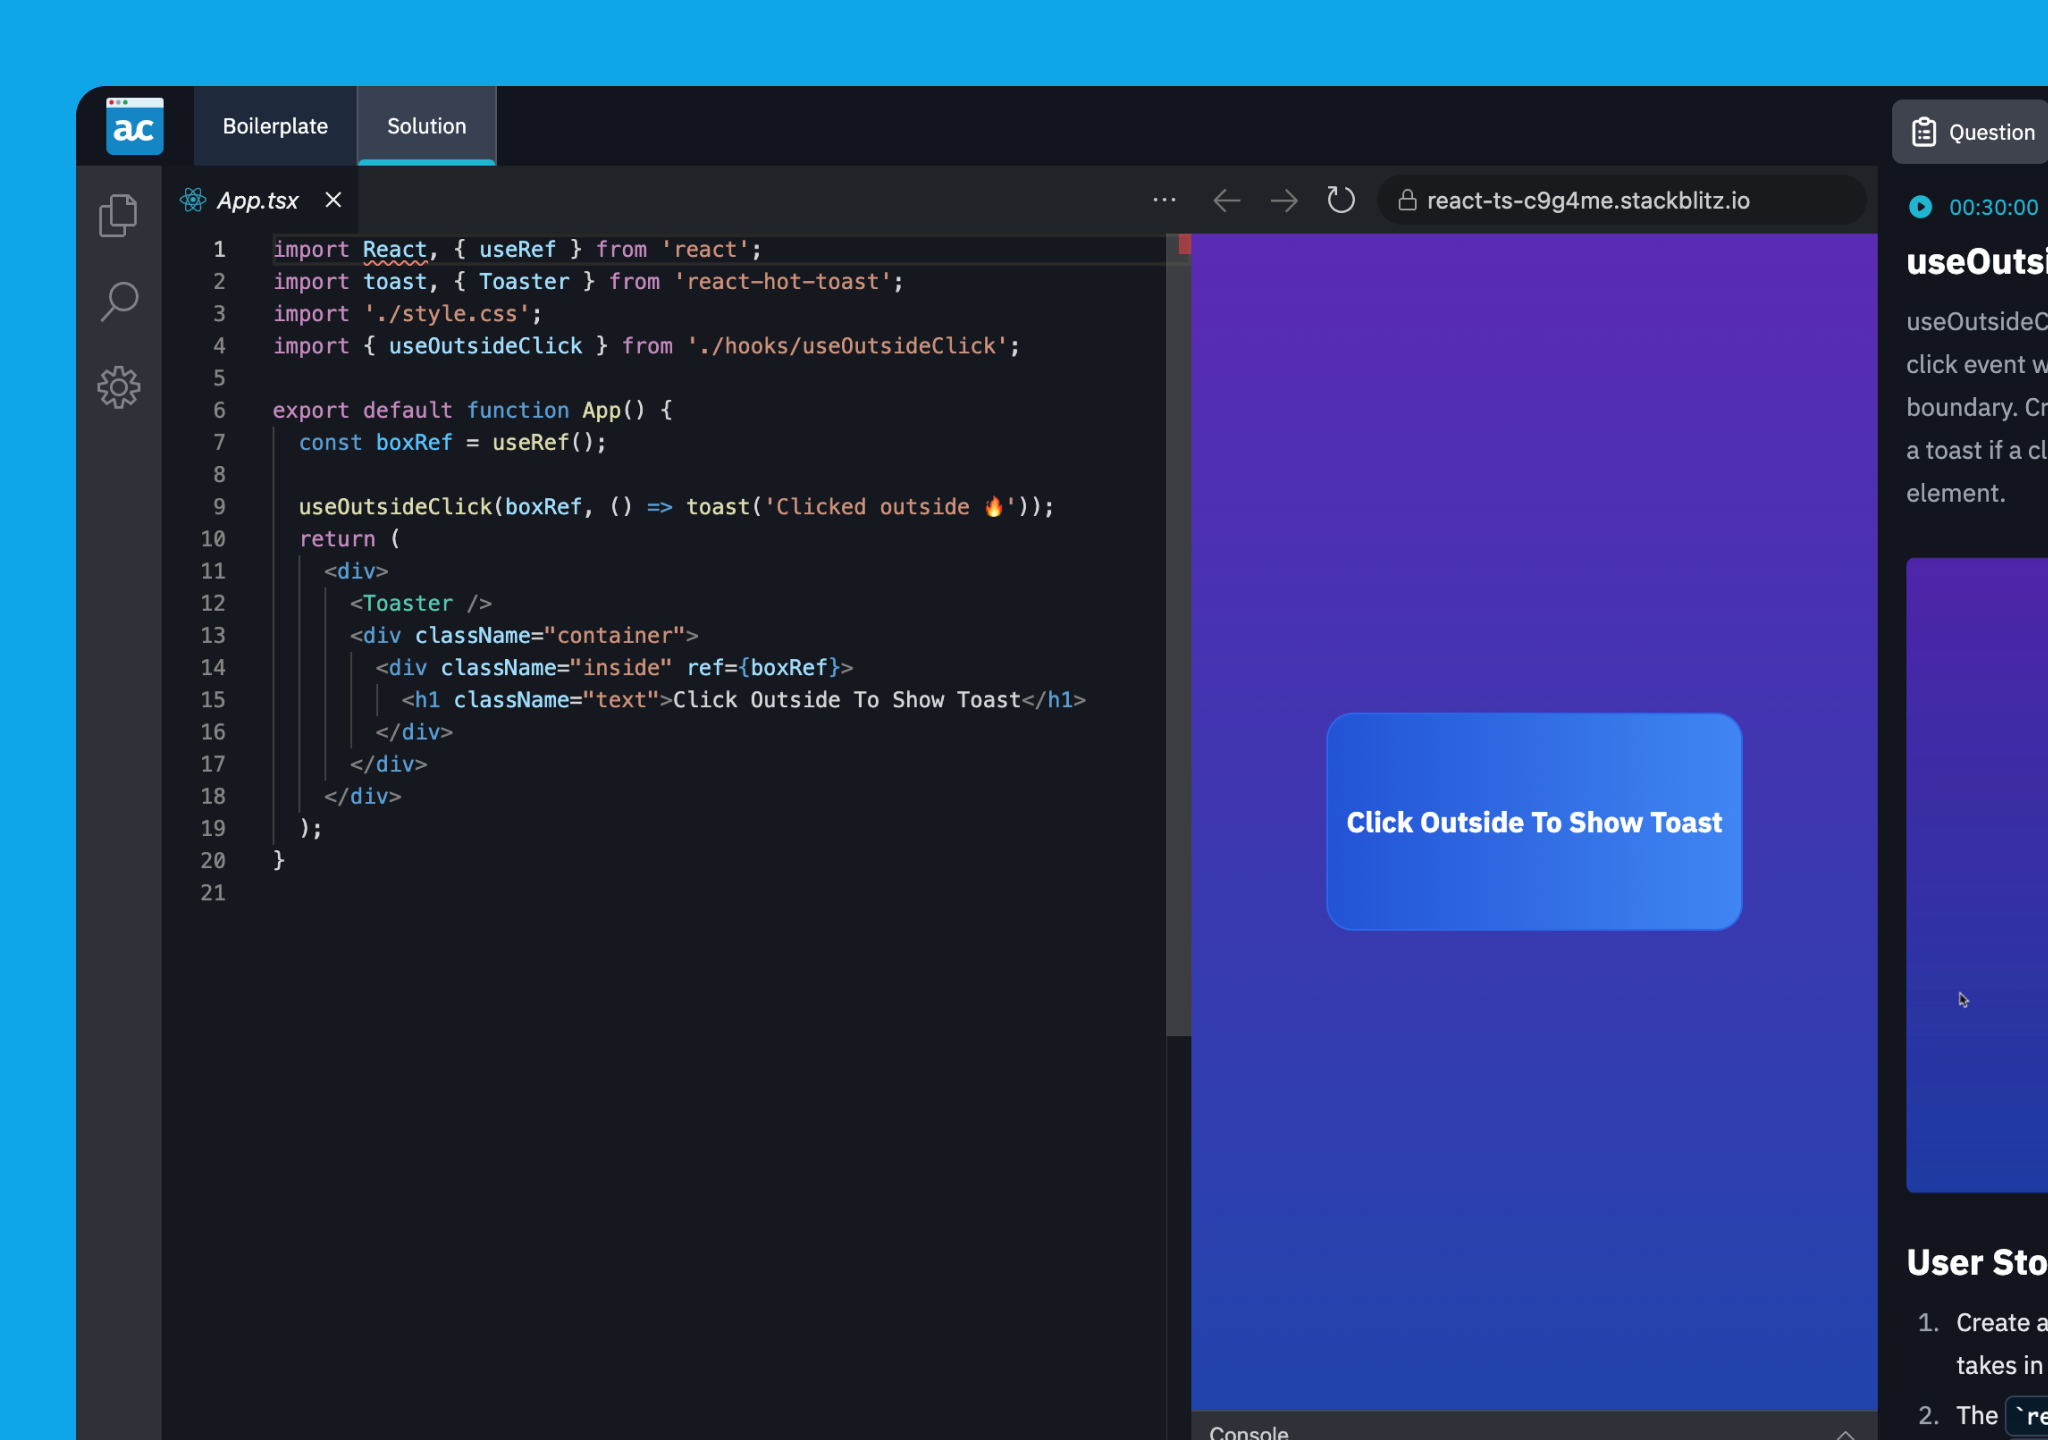 ac
Boilerplate
Solution
Question
App.tsx
react-ts-c9g4me.stackblitz.io
00:30:00
1 import React, { useRef } from 'react';
2 import toast, { Toaster } from 'react-hot-toast';
3 import './style.css';
4 import { useOutsideClick } from './hooks/useOutsideClick';
5
6 export default function App() {
7 const boxRef = useRef();
8
9 useOutsideClick(boxRef, () => toast('Clicked outside 🔥'));
10 return (
11 <div>
12 <Toaster />
13 <div className="container">
14 <div className="inside" ref={boxRef}>
15 <h1 className="text">Click Outside To Show Toast</h1>
16 </div>
17 </div>
18 </div>
19 );
20 }
21
Click Outside To Show Toast
Console
useOutsi
useOutsideC
click event w
boundary. Cr
a toast if a cl
element.
User Sto
1. Create a
takes in
2. The `re